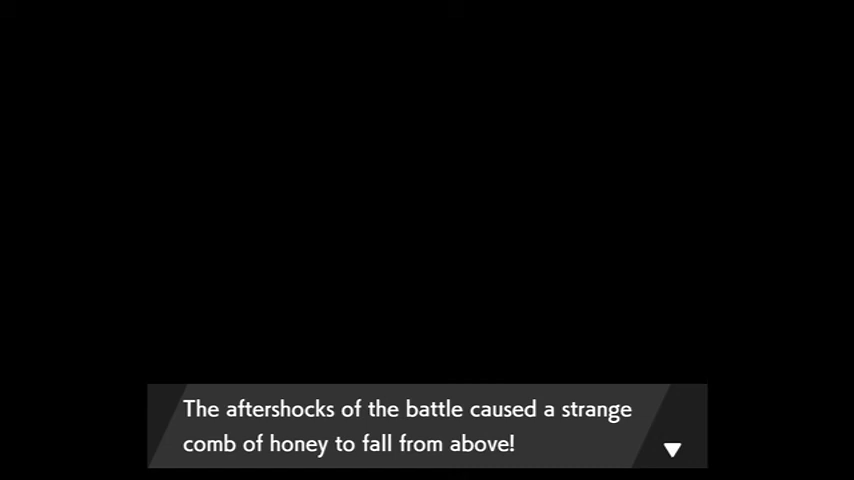 The aftershocks of the battle caused a strange
comb of honey to fall from above!